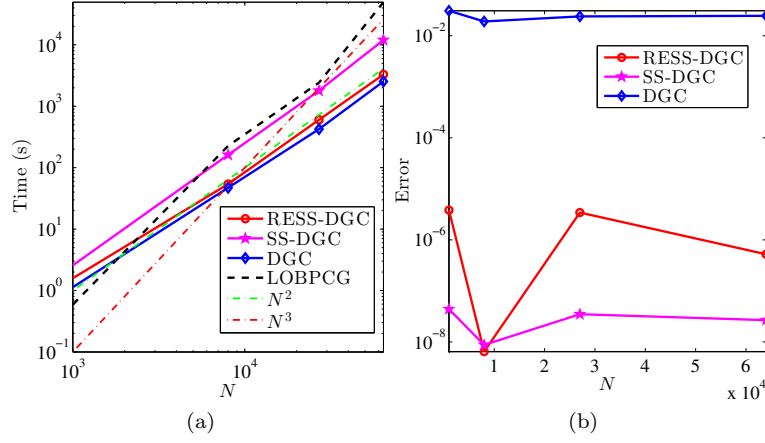 10^4
10^3
10^2
10^1
10^0
10^{-1}
Time (s)
RESS-DGC
SS-DGC
DGC
LOBPCG
N^2
N^3
10^3
10^4
N
(a)
10^{-2}
10^{-4}
10^{-6}
10^{-8}
Error
RESS-DGC
SS-DGC
DGC
1 2 3 4 5 6
x 10^4
N
(b)